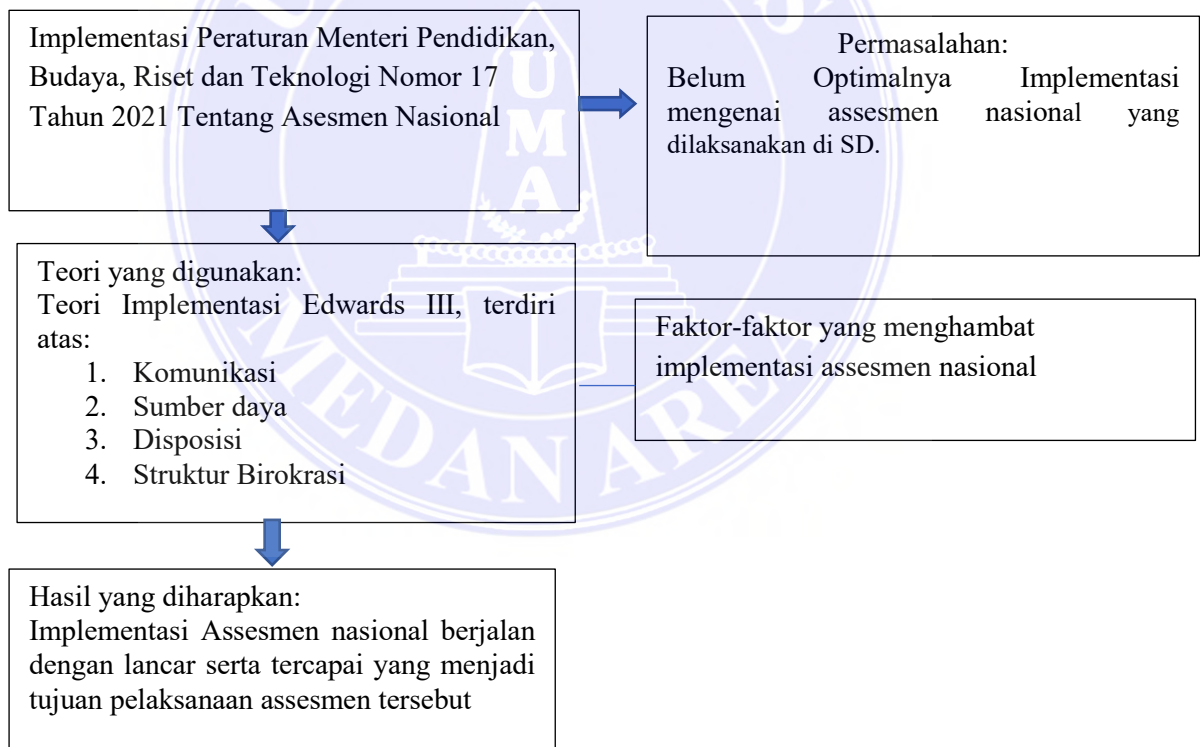 Implementasi Peraturan Menteri Pendidikan,
Budaya, Riset dan Teknologi Nomor 17
Tahun 2021 Tentang Asesmen Nasional
Permasalahan:
Belum Optimalnya Implementasi
mengenai assesmen nasional yang
dilaksanakan di SD.
Teori yang digunakan:
Teori Implementasi Edwards III, terdiri
atas:
1. Komunikasi
2. Sumber daya
3. Disposisi
4. Struktur Birokrasi
Faktor-faktor yang menghambat
implementasi assesmen nasional
Hasil yang diharapkan:
Implementasi Assesmen nasional berjalan
dengan lancar serta tercapai yang menjadi
tujuan pelaksanaan assesmen tersebut
UMA
MEDAN AREA